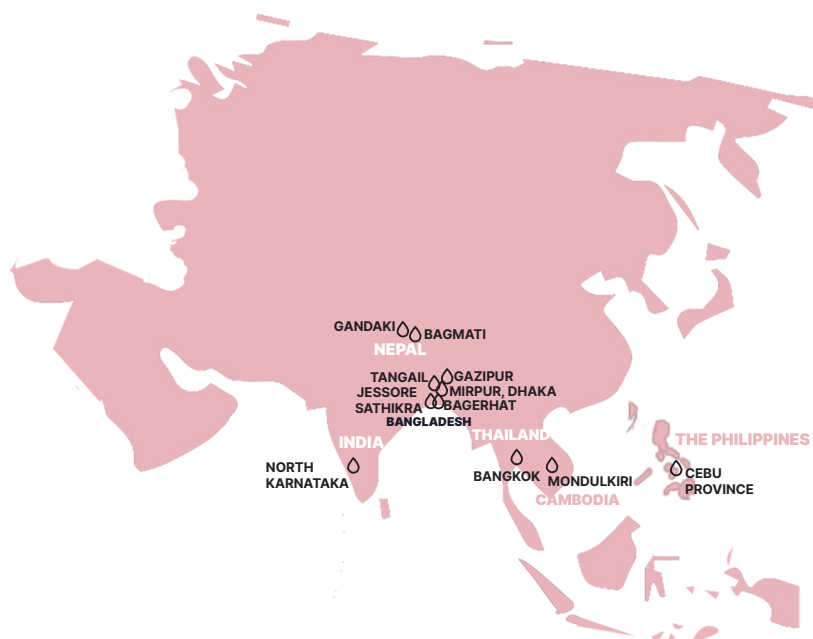 GANDAKI
BAGMATI
NEPAL
TANGAIL
GAZIPUR
JESSORE
MIRPUR, DHAKA
SATHIKRA
BAGERHAT
BANGLADESH
INDIA
THAILAND
THE PHILIPPINES
NORTH
KARNATAKA
BANGKOK
MONDULKIRI
CAMBODIA
CEBU
PROVINCE